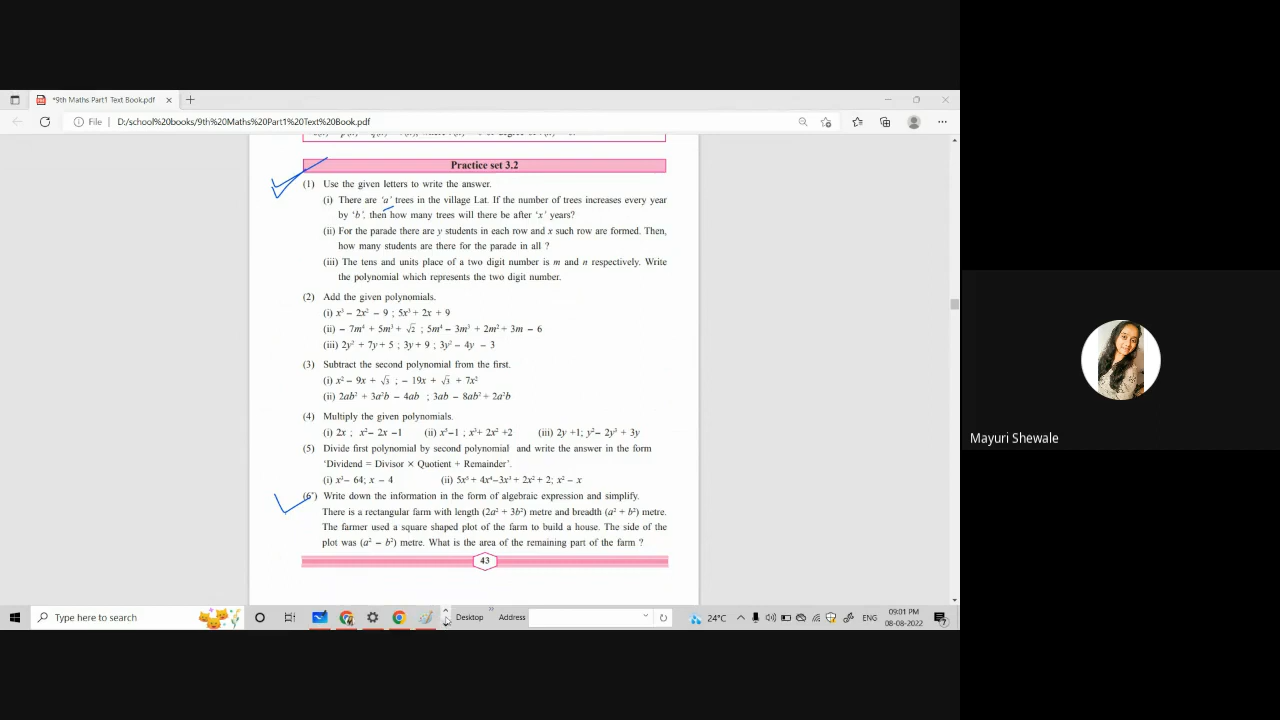 *9th Maths Part1 Text Book.pdf
File | D:/school%20books/9th%20Maths%20Part1%20Text%20Book.pdf
Practice set 3.2
(1) Use the given letters to write the answer.
(i) There are ‘a’ trees in the village Lat. If the number of trees increases every year
by ‘b’, then how many trees will there be after ‘x’ years?
(ii) For the parade there are y students in each row and x such row are formed. Then,
how many students are there for the parade in all ?
(iii) The tens and units place of a two digit number is m and n respectively. Write
the polynomial which represents the two digit number.
(2) Add the given polynomials.
(i) x³ – 2x² – 9 ; 5x³ + 2x + 9
(ii) – 7m⁴ + 5m³ + √2 ; 5m⁴ – 3m³ + 2m² + 3m – 6
(iii) 2y² + 7y + 5 ; 3y + 9 ; 3y² – 4y – 3
(3) Subtract the second polynomial from the first.
(i) x² – 9x + √3 ; – 19x + √3 + 7x²
(ii) 2ab² + 3a²b – 4ab ; 3ab – 8ab² + 2a²b
(4) Multiply the given polynomials.
(i) 2x ; x² – 2x –1 (ii) x⁵–1 ; x³+ 2x² +2 (iii) 2y +1; y² – 2y³ + 3y
(5) Divide first polynomial by second polynomial and write the answer in the form
‘Dividend = Divisor × Quotient + Remainder’.
(i) x³– 64; x – 4 (ii) 5x⁵ + 4x⁴–3x³ + 2x² + 2; x² – x
(6*) Write down the information in the form of algebraic expression and simplify.
There is a rectangular farm with length (2a² + 3b²) metre and breadth (a² + b²) metre.
The farmer used a square shaped plot of the farm to build a house. The side of the
plot was (a² – b²) metre. What is the area of the remaining part of the farm ?
43
Mayuri Shewale
Type here to search
Desktop
Address
24°C
ENG
09:01 PM
08-08-2022
7